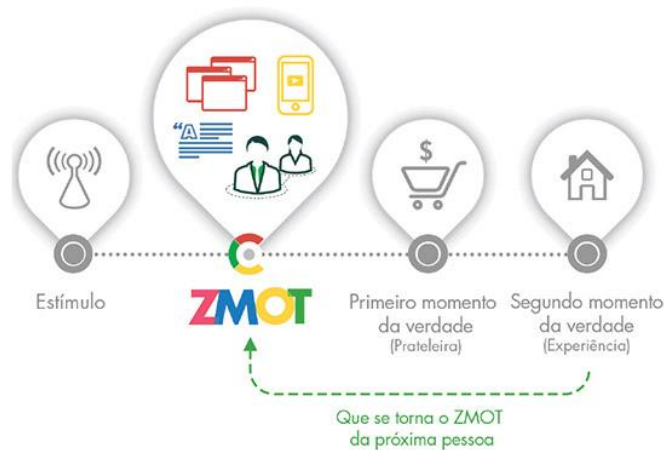 “A
$
Estímulo
ZMOT
Primeiro momento
da verdade
(Prateleira)
Segundo momento
da verdade
(Experiência)
Que se torna o ZMOT
da próxima pessoa